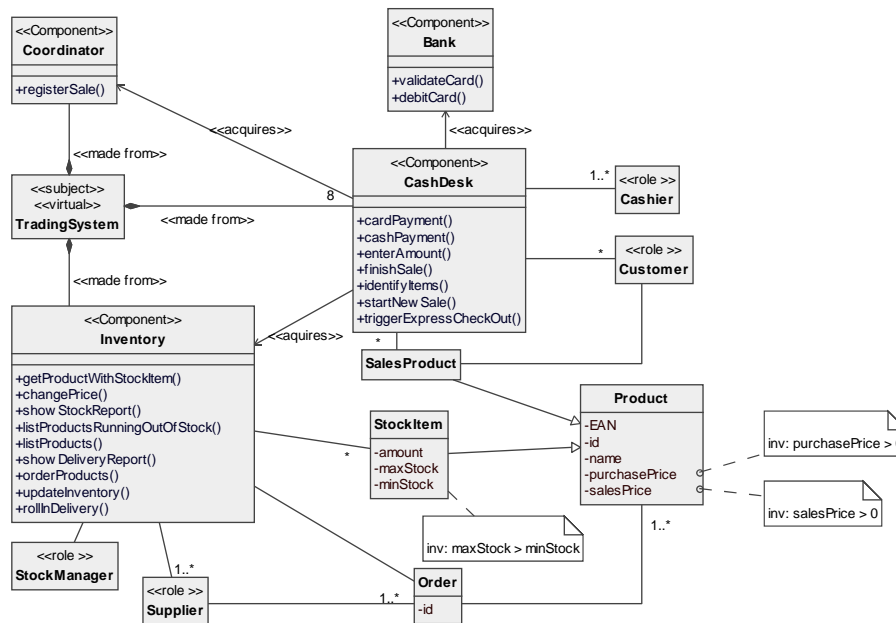 <<Component>>
Coordinator
+registerSale()
<<Component>>
Bank
+validateCard()
+debitCard()
<<acquires>>
<<acquires>>
<<made from>>
<<subject>>
<<virtual>>
TradingSystem
<<made from>>
8
<<made from>>
<<Component>>
CashDesk
+cardPayment()
+cashPayment()
+enterAmount()
+finishSale()
+identifyItems()
+startNew Sale()
+triggerExpressCheckOut()
1..*
<<role >>
Cashier
*
<<role >>
Customer
<<Component>>
Inventory
+getProductWithStockItem()
+changePrice()
+show StockReport()
+listProductsRunningOutOfStock()
+listProducts()
+show DeliveryReport()
+orderProducts()
+updateInventory()
+rollInDelivery()
<<aquires>>
*
SalesProduct
StockItem
-amount
-maxStock
-minStock
*
Product
-EAN
-id
-name
-purchasePrice
-salesPrice
inv: purchasePrice >
inv: salesPrice > 0
inv: maxStock > minStock
1..*
<<role >>
StockManager
1..*
<<role >>
Supplier
1..*
Order
-id